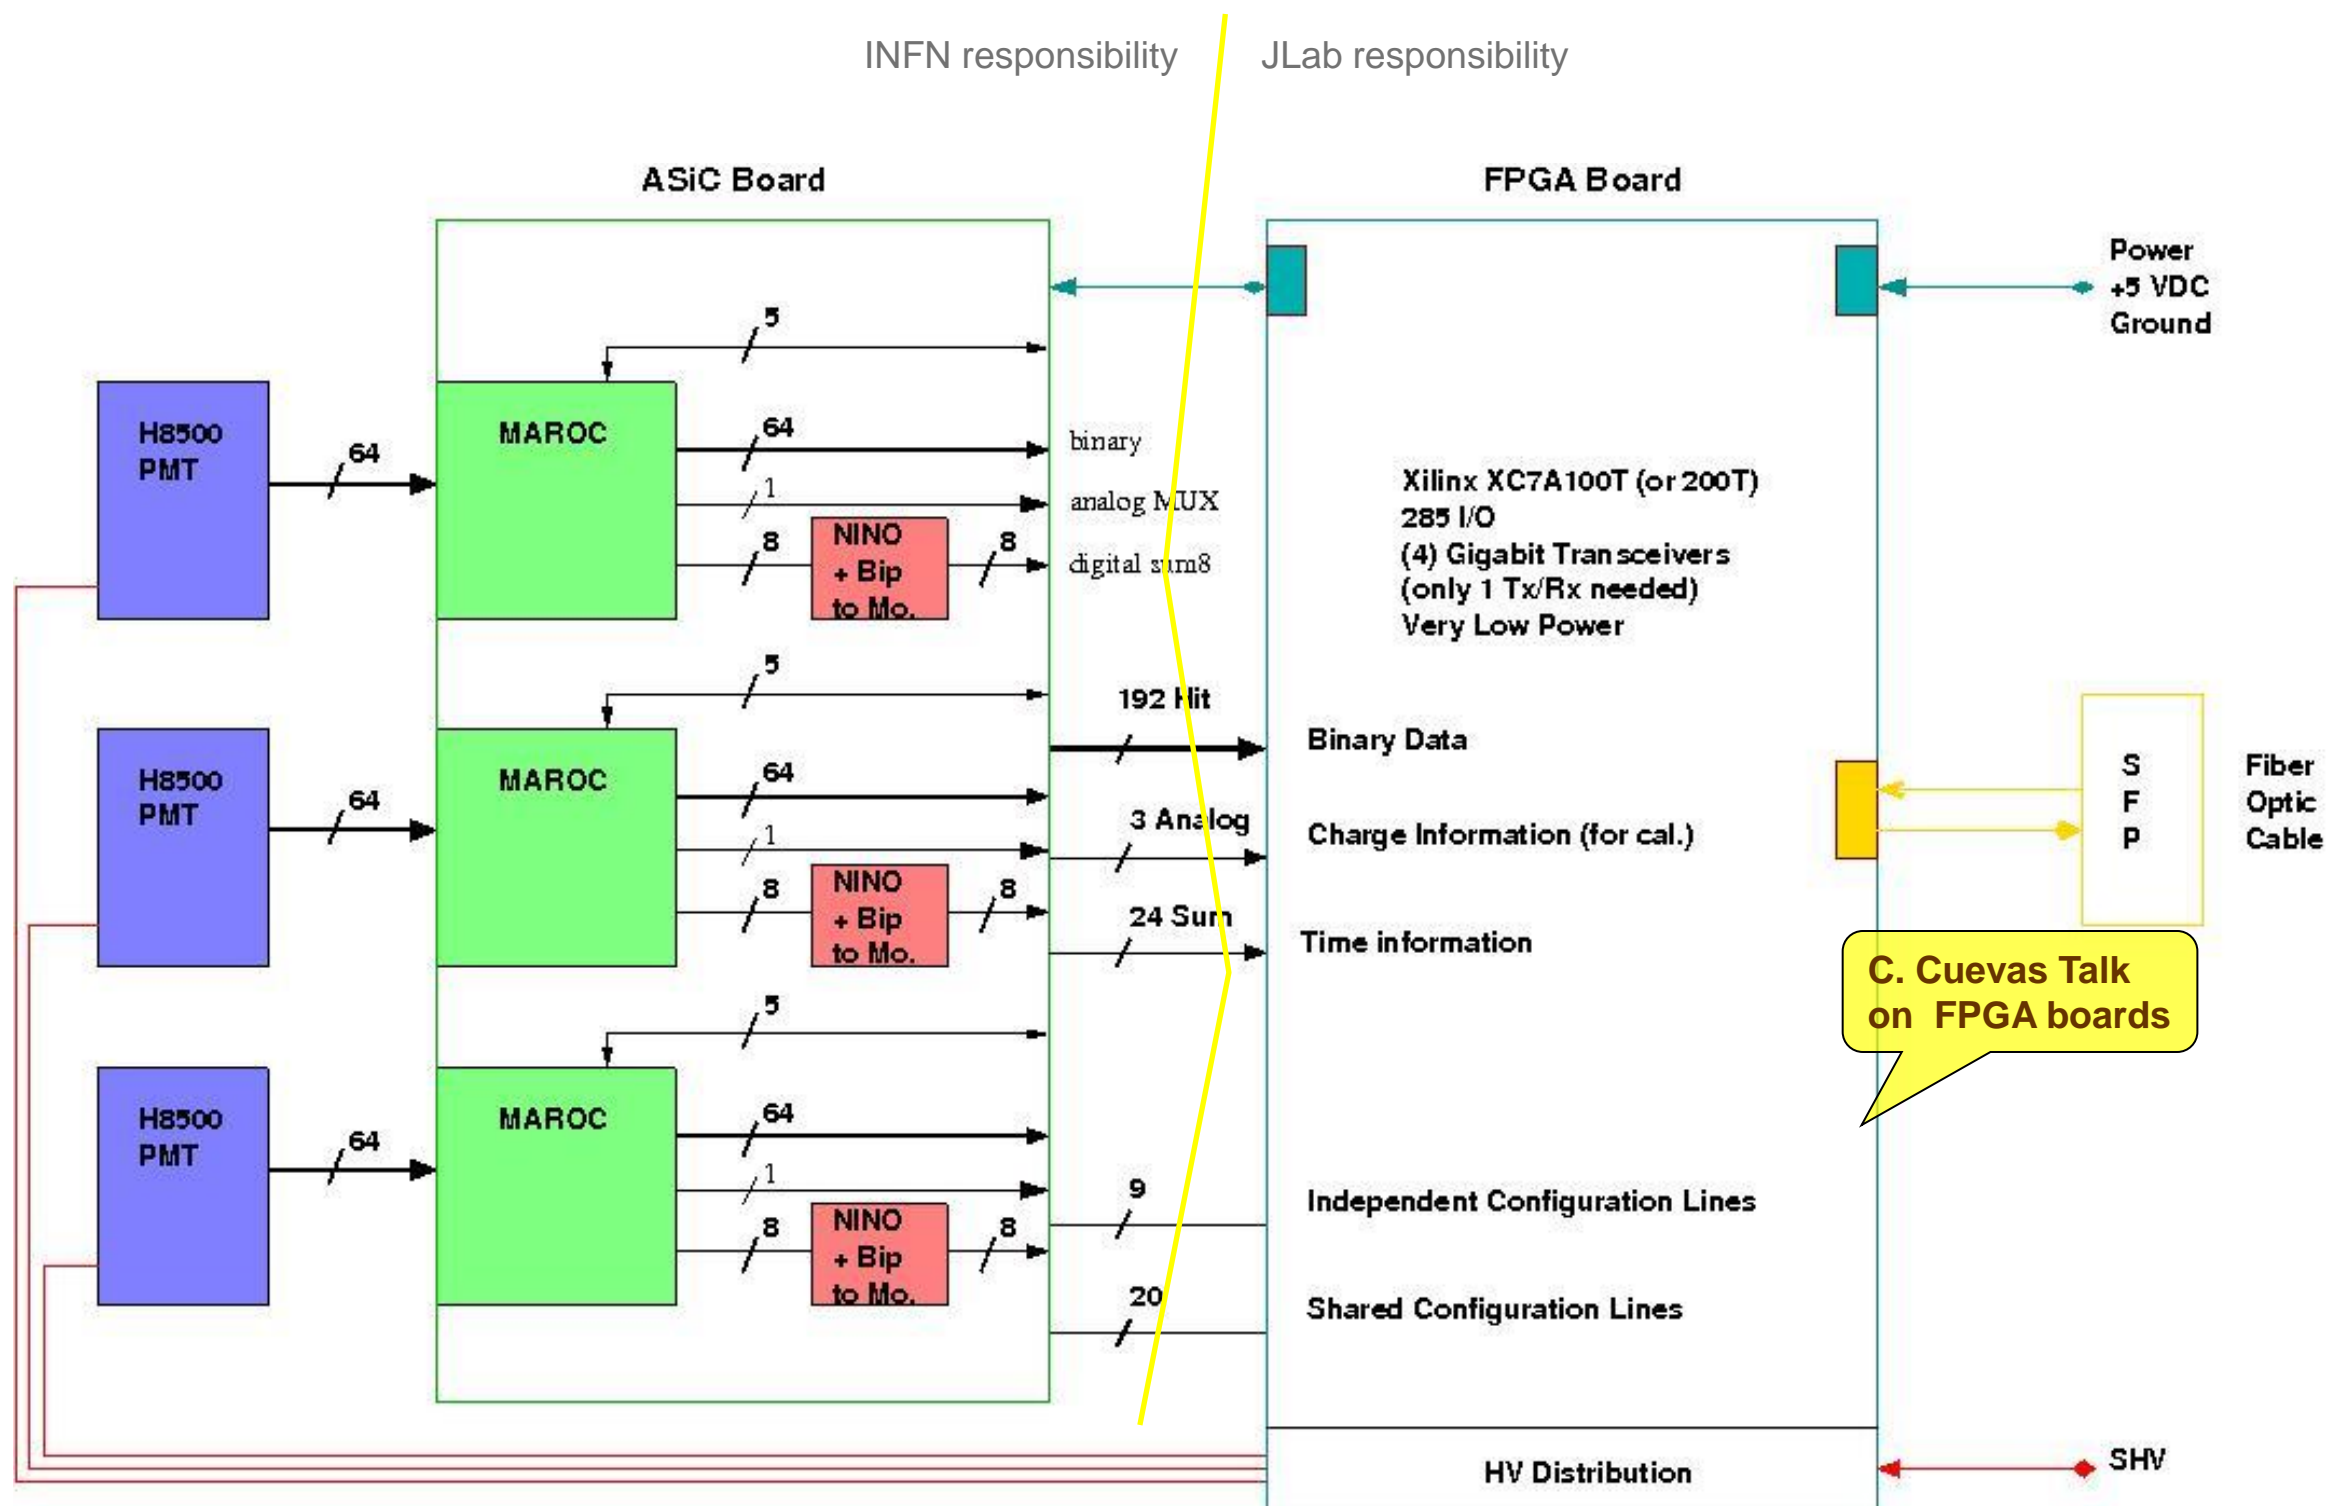 INFN responsibility
JLab responsibility
ASiC Board
FPGA Board
Power
+5 VDC
Ground
5
H8500
PMT
64
MAROC
64
binary
1
analog MUX
8
NINO
+ Bip
to Mo.
8
digital sum8
Xilinx XC7A100T (or 200T)
285 I/O
(4) Gigabit Transceivers
(only 1 Tx/Rx needed)
Very Low Power
5
H8500
PMT
64
MAROC
64
1
8
NINO
+ Bip
to Mo.
8
192 Hit
Binary Data
3 Analog
Charge Information (for cal.)
24 Sum
Time information
S
F
P
Fiber
Optic
Cable
C. Cuevas Talk
on FPGA boards
5
H8500
PMT
64
MAROC
64
1
8
NINO
+ Bip
to Mo.
8
9
Independent Configuration Lines
20
Shared Configuration Lines
HV Distribution
SHV